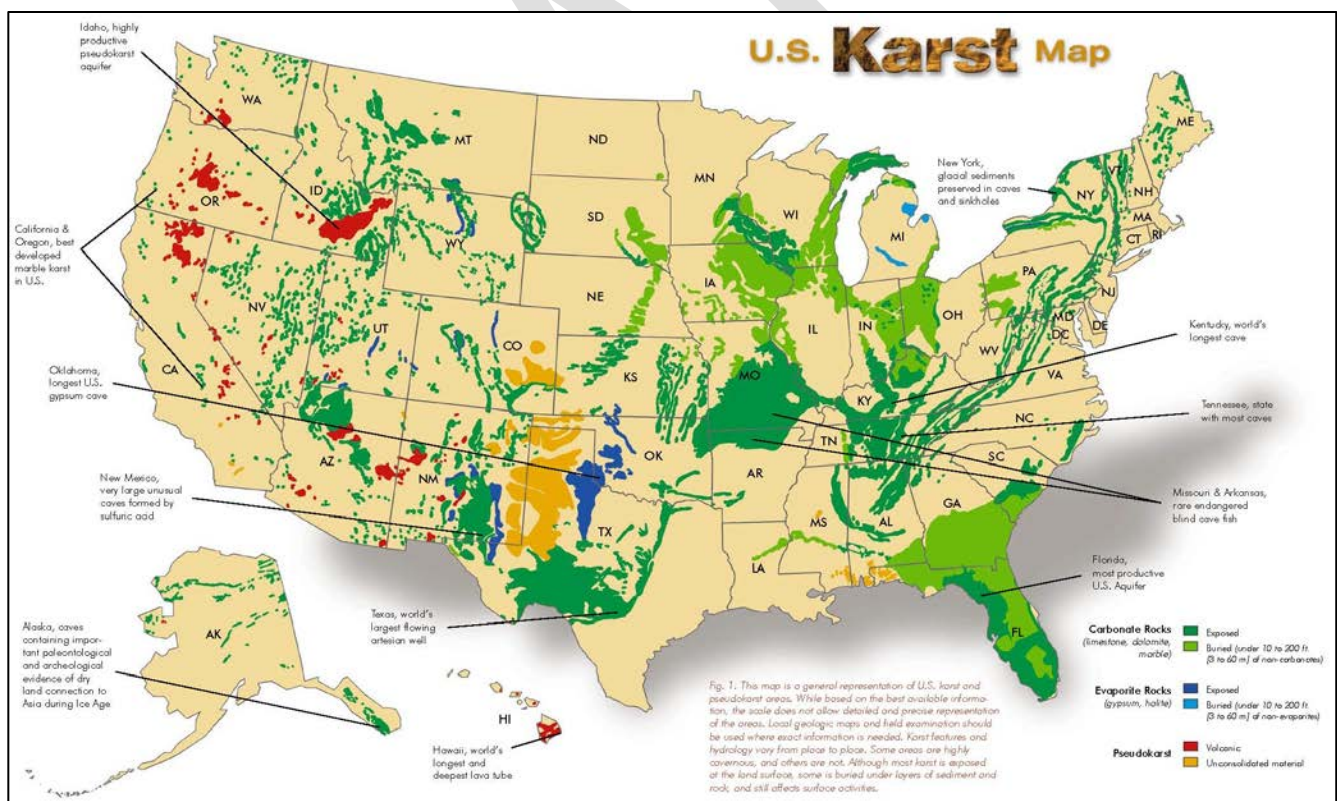 U.S. Karst Map
Idaho, highly
productive
pseudokarst
aquifer
WA
MT
ND
MN
ME
OR
ID
SD
WI
MI
VT
NH
NY
MA
CT
RI
New York,
glacial sediments
preserved in caves
and sinkholes
California &
Oregon, best
developed
marble karst
in U.S.
WY
NE
IA
PA
NJ
NV
UT
CO
IL
IN
OH
MD
DE
DC
WV
CA
KS
MO
KY
VA
Kentucky, world's
longest cave
Oklahoma,
longest U.S.
gypsum cave
AZ
NM
OK
AR
TN
NC
SC
Tennessee, state
with most caves
New Mexico,
very large unusual
caves formed by
sulfuric acid
TX
LA
MS
AL
GA
Missouri & Arkansas,
rare endangered
blind cave fish
Florida,
most productive
U.S. Aquifer
FL
AK
Alaska, caves
containing impor-
tant paleontological
and archeological
evidence of dry
land connection to
Asia during Ice Age
Texas, world's
largest flowing
artesian well
HI
Hawaii, world's
longest and
deepest lava tube
Fig. 1. This map is a general representation of U.S. karst and
pseudokarst areas. While based on the best available informa-
tion, the scale does not allow detailed and precise representation
of the areas. Local geologic maps and field examination should
be used where exact information is needed. Karst features and
hydrology vary from place to place. Some areas are highly
cavernous, and others are not. Although most karst is exposed
at the land surface, some is buried under layers of sediment and
rock, and still affects surface activities.
Carbonate Rocks
(limestone, dolomite,
marble)
Exposed
Buried (under 10 to 200 ft.
[3 to 60 m] of non-carbonates)
Evaporite Rocks
(gypsum, halite)
Exposed
Buried (under 10 to 200 ft.
[3 to 60 m] of non-evaporites)
Pseudokarst
Volcanic
Unconsolidated material